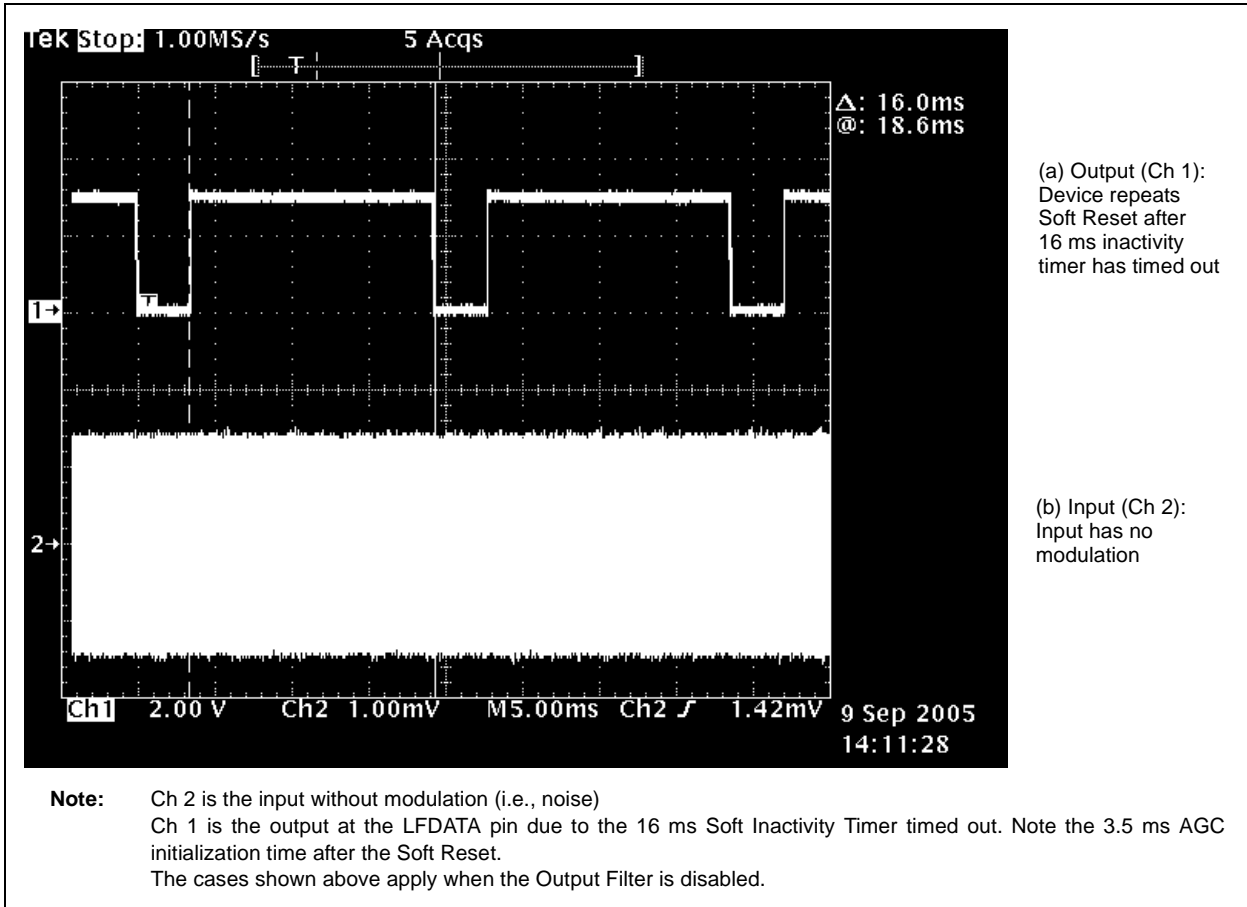 Tek Stop: 1.00MS/s 5 Acqs
[ T ]
Δ: 16.0ms
@: 18.6ms
(a) Output (Ch 1):
Device repeats
Soft Reset after
16 ms inactivity
timer has timed out
T
1→
(b) Input (Ch 2):
Input has no
modulation
2→
Ch1 2.00 V Ch2 1.00mV M5.00ms Ch2 ƒ 1.42mV
9 Sep 2005
14:11:28
Note: Ch 2 is the input without modulation (i.e., noise)
Ch 1 is the output at the LFDATA pin due to the 16 ms Soft Inactivity Timer timed out. Note the 3.5 ms AGC
initialization time after the Soft Reset.
The cases shown above apply when the Output Filter is disabled.